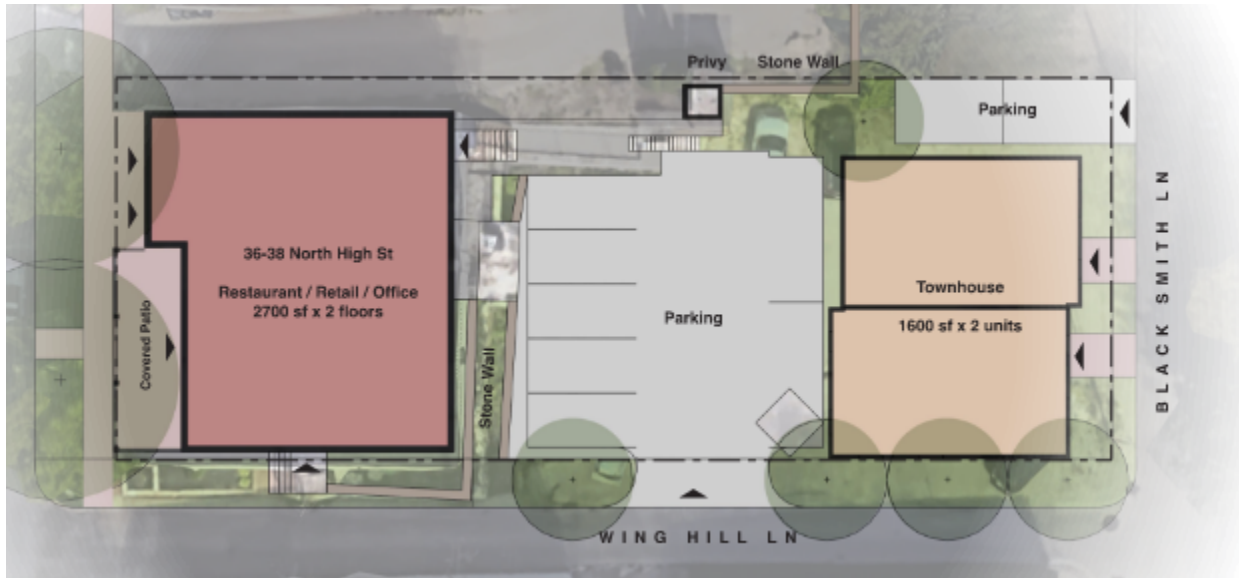 Privy
Stone Wall
Parking
36-38 North High St
Restaurant / Retail / Office
2700 sf x 2 floors
Covered Patio
Stone Wall
Parking
Townhouse
1600 sf x 2 units
BLACK SMITH LN
WING HILL LN